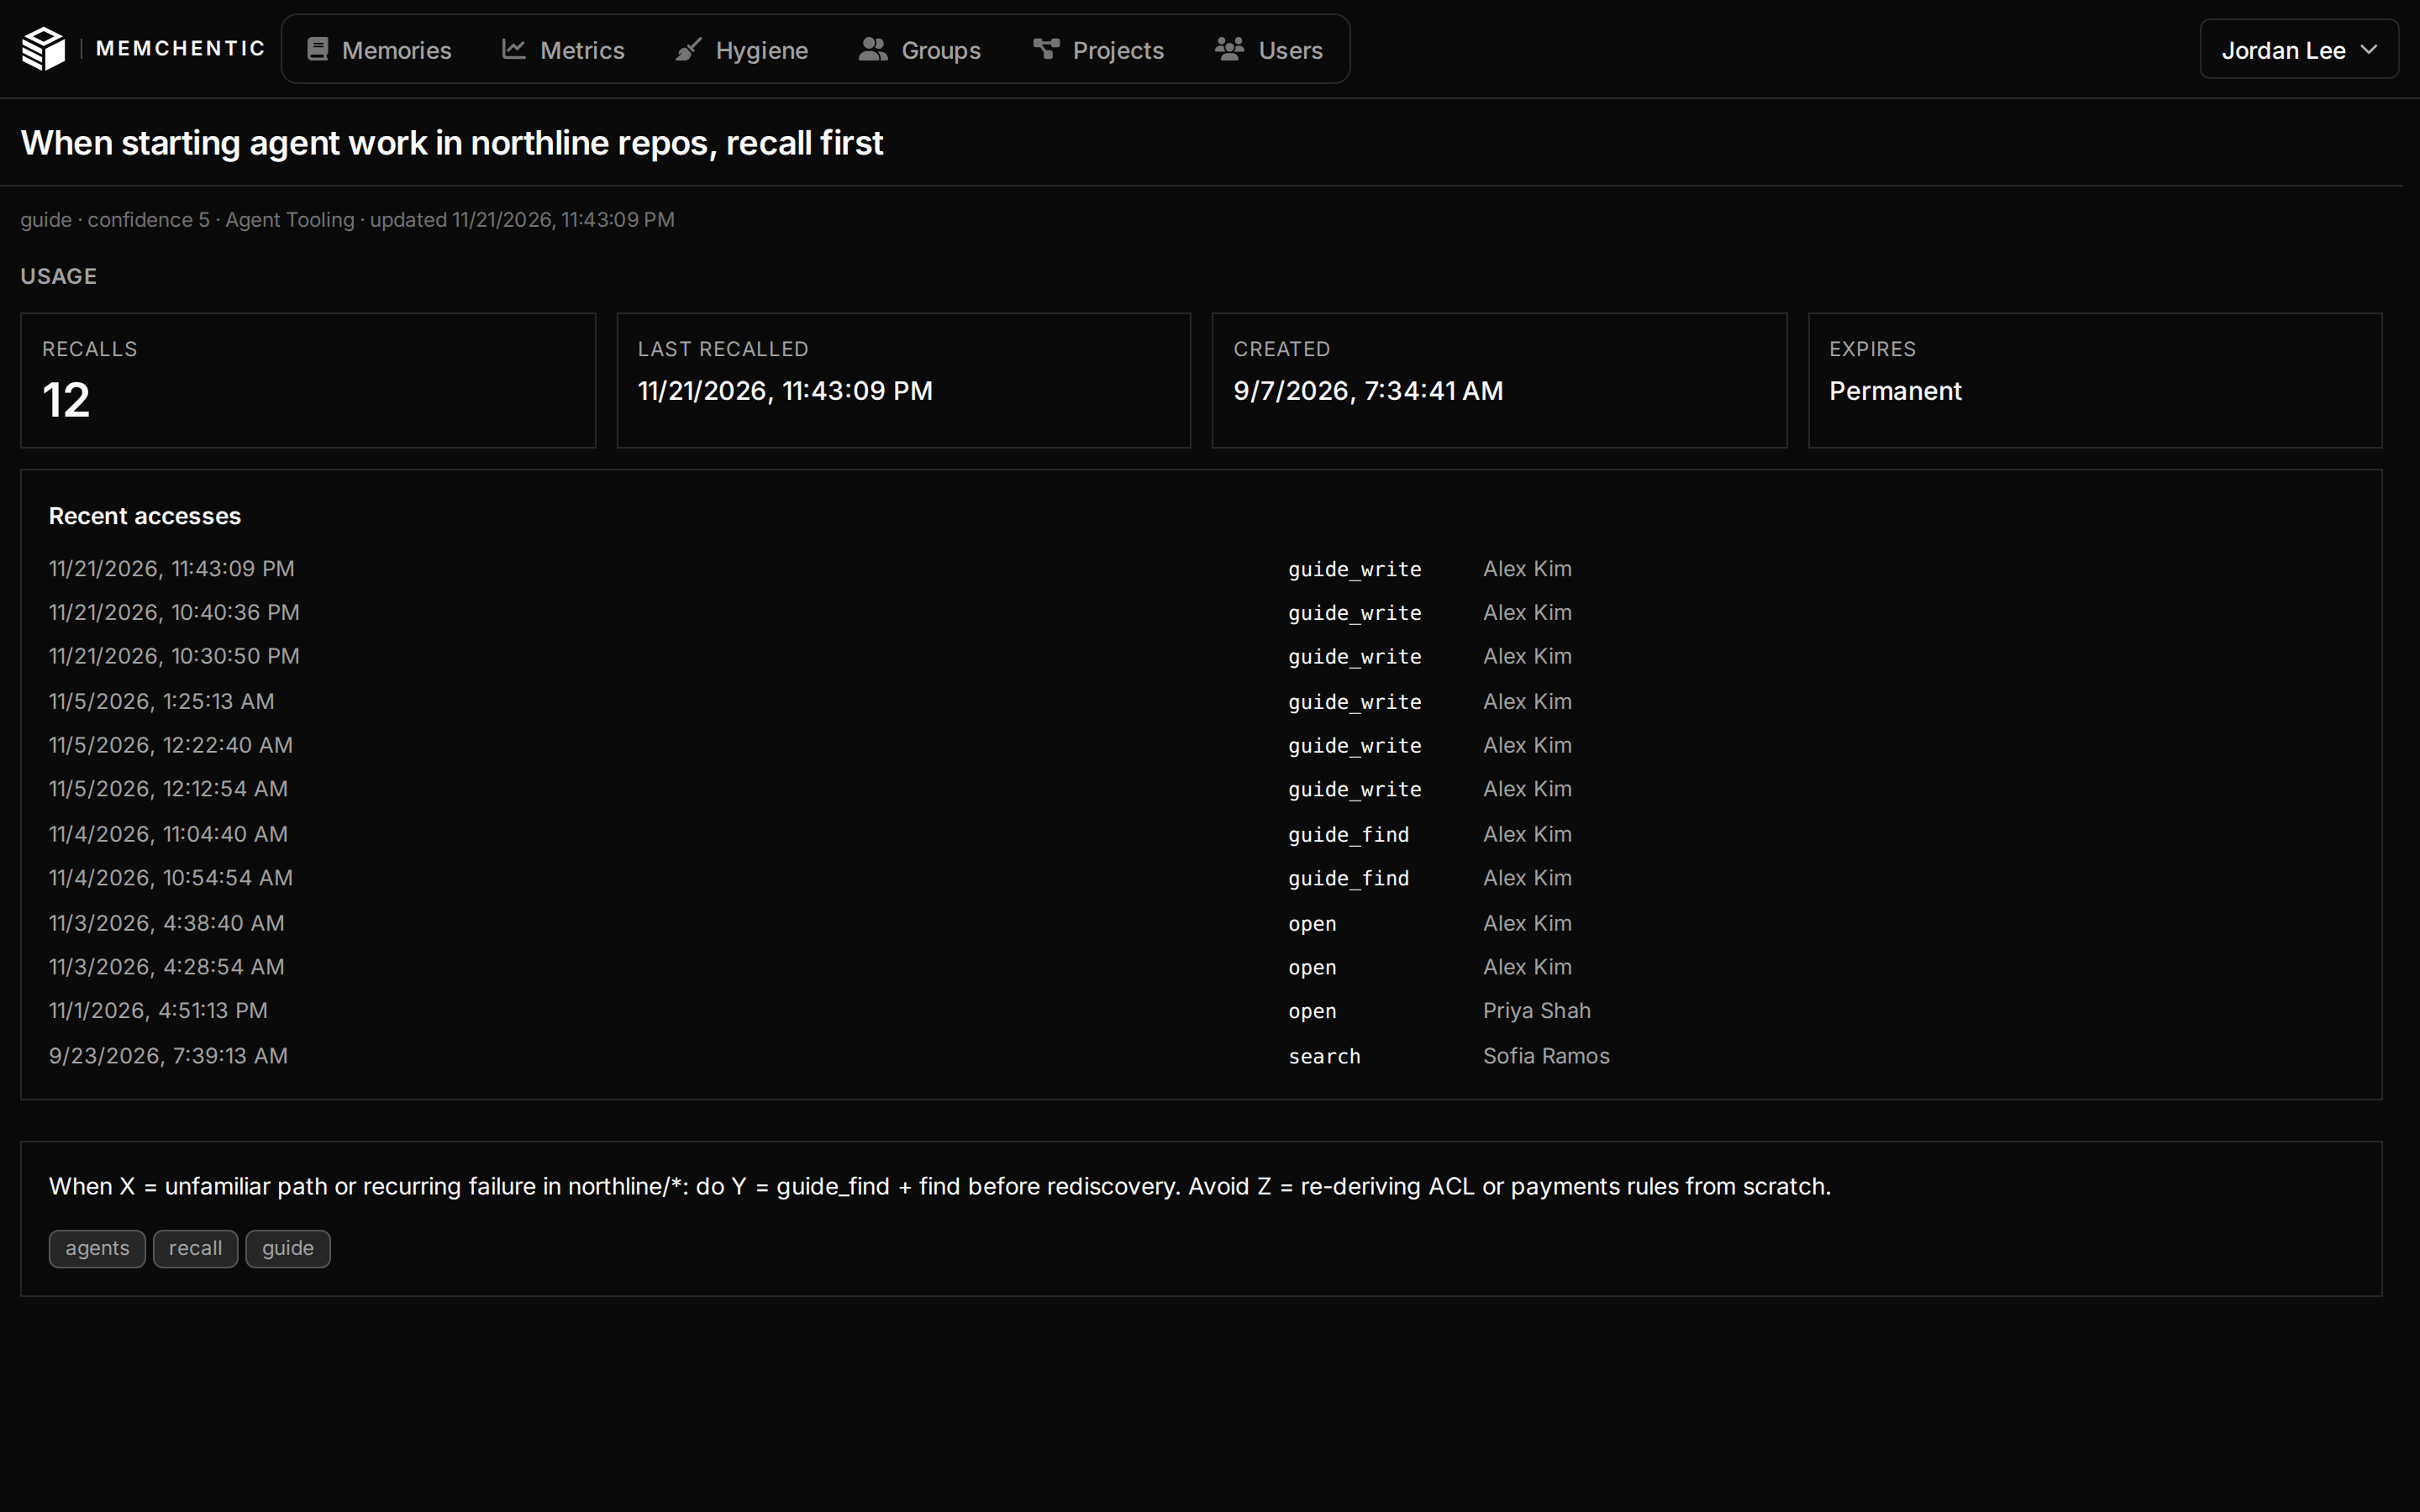 MEMCHENTIC
Memories
Metrics
Hygiene
Groups
Projects
Users
Jordan Lee
When starting agent work in northline repos, recall first
guide · confidence 5 · Agent Tooling · updated 11/21/2026, 11:43:09 PM
USAGE
RECALLS
12
LAST RECALLED
11/21/2026, 11:43:09 PM
CREATED
9/7/2026, 7:34:41 AM
EXPIRES
Permanent
Recent accesses
11/21/2026, 11:43:09 PM guide_write Alex Kim
11/21/2026, 10:40:36 PM guide_write Alex Kim
11/21/2026, 10:30:50 PM guide_write Alex Kim
11/5/2026, 1:25:13 AM guide_write Alex Kim
11/5/2026, 12:22:40 AM guide_write Alex Kim
11/5/2026, 12:12:54 AM guide_write Alex Kim
11/4/2026, 11:04:40 AM guide_find Alex Kim
11/4/2026, 10:54:54 AM guide_find Alex Kim
11/3/2026, 4:38:40 AM open Alex Kim
11/3/2026, 4:28:54 AM open Alex Kim
11/1/2026, 4:51:13 PM open Priya Shah
9/23/2026, 7:39:13 AM search Sofia Ramos
When X = unfamiliar path or recurring failure in northline/*: do Y = guide_find + find before rediscovery. Avoid Z = re-deriving ACL or payments rules from scratch.
agents recall guide